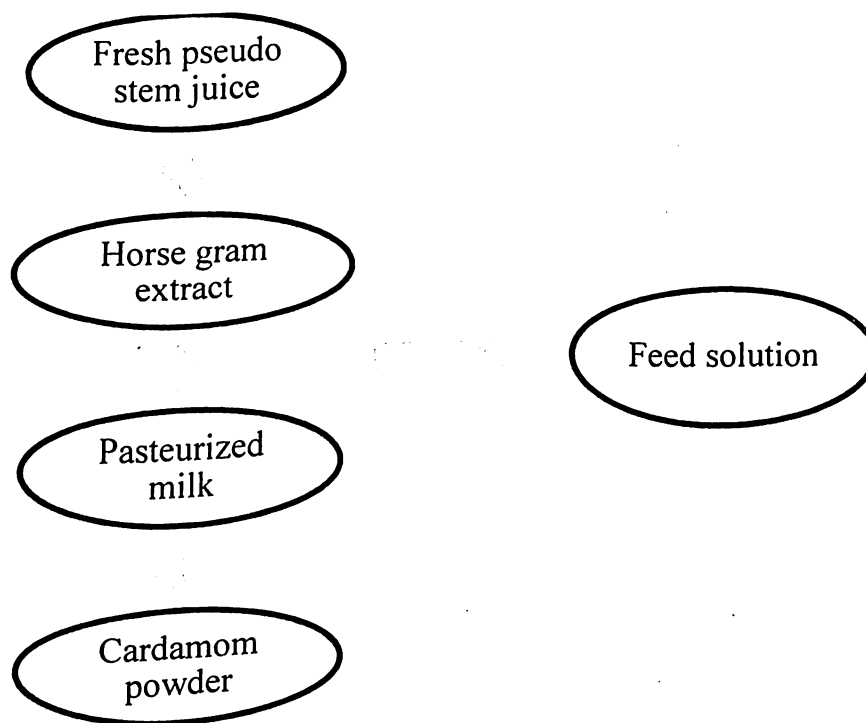 Fresh pseudo
stem juice
Horse gram
extract
Feed solution
Pasteurized
milk
Cardamom
powder